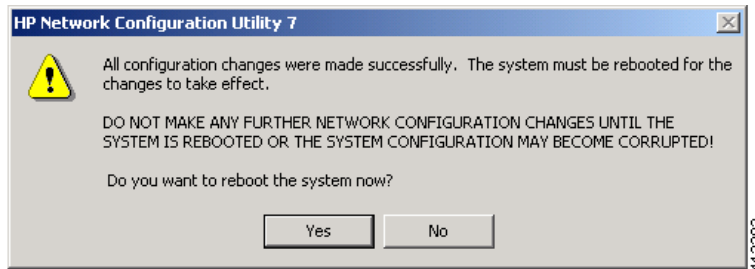 HP Network Configuration Utility 7
All configuration changes were made successfully. The system must be rebooted for the
changes to take effect.
DO NOT MAKE ANY FURTHER NETWORK CONFIGURATION CHANGES UNTIL THE
SYSTEM IS REBOOTED OR THE SYSTEM CONFIGURATION MAY BECOME CORRUPTED!
Do you want to reboot the system now?
Yes
No